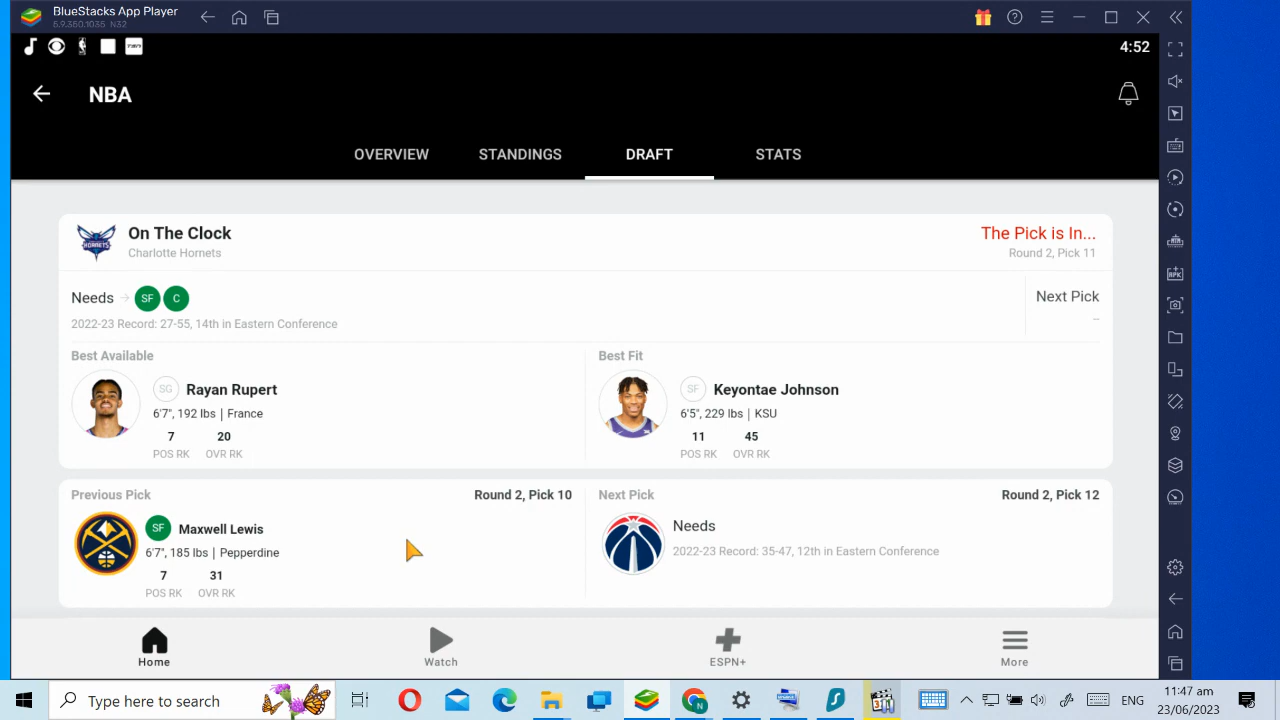 BlueStacks App Player
5.9.350.1035 N32
4:52
NBA
OVERVIEW STANDINGS DRAFT STATS
HORNETS
On The Clock
Charlotte Hornets
The Pick is In...
Round 2, Pick 11
Needs SF C
2022-23 Record: 27-55, 14th in Eastern Conference
Next Pick
--
Best Available
SG Rayan Rupert
6'7", 192 lbs | France
7 20
POS RK OVR RK
Best Fit
SF Keyontae Johnson
6'5", 229 lbs | KSU
11 45
POS RK OVR RK
Previous Pick Round 2, Pick 10
SF Maxwell Lewis
6'7", 185 lbs | Pepperdine
7 31
POS RK OVR RK
Next Pick Round 2, Pick 12
Needs
2022-23 Record: 35-47, 12th in Eastern Conference
Home Watch ESPN+ More
Type here to search
ENG
11:47 am
23/06/2023